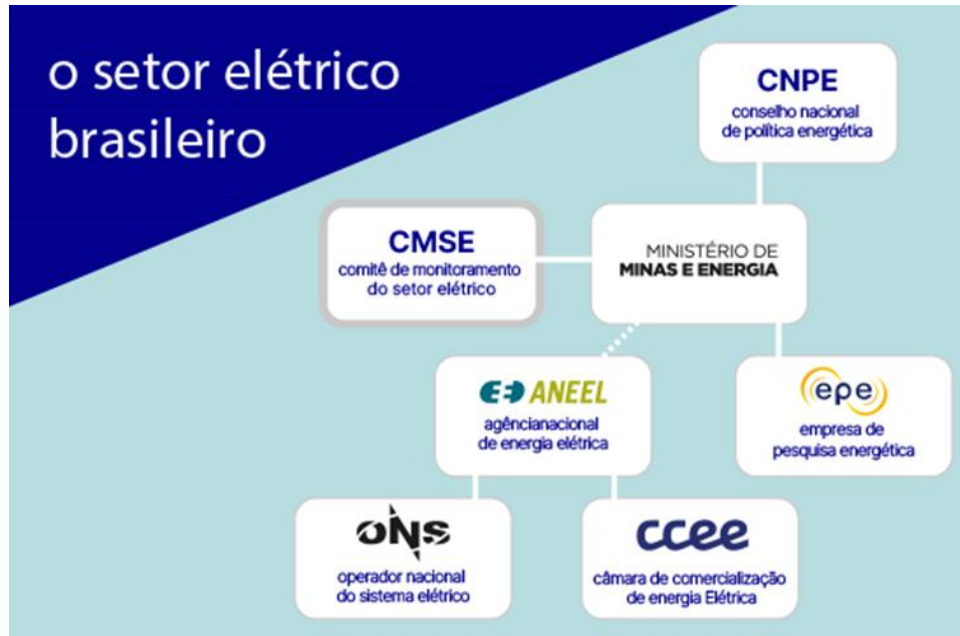 o setor elétrico
brasileiro
CNPE
conselho nacional
de política energética
CMSE
comitê de monitoramento
do setor elétrico
MINISTÉRIO DE
MINAS E ENERGIA
ANEEL
agêncianacional
de energia elétrica
epe
empresa de
pesquisa energética
ONS
operador nacional
do sistema elétrico
ccee
câmara de comercialização
de energia Elétrica